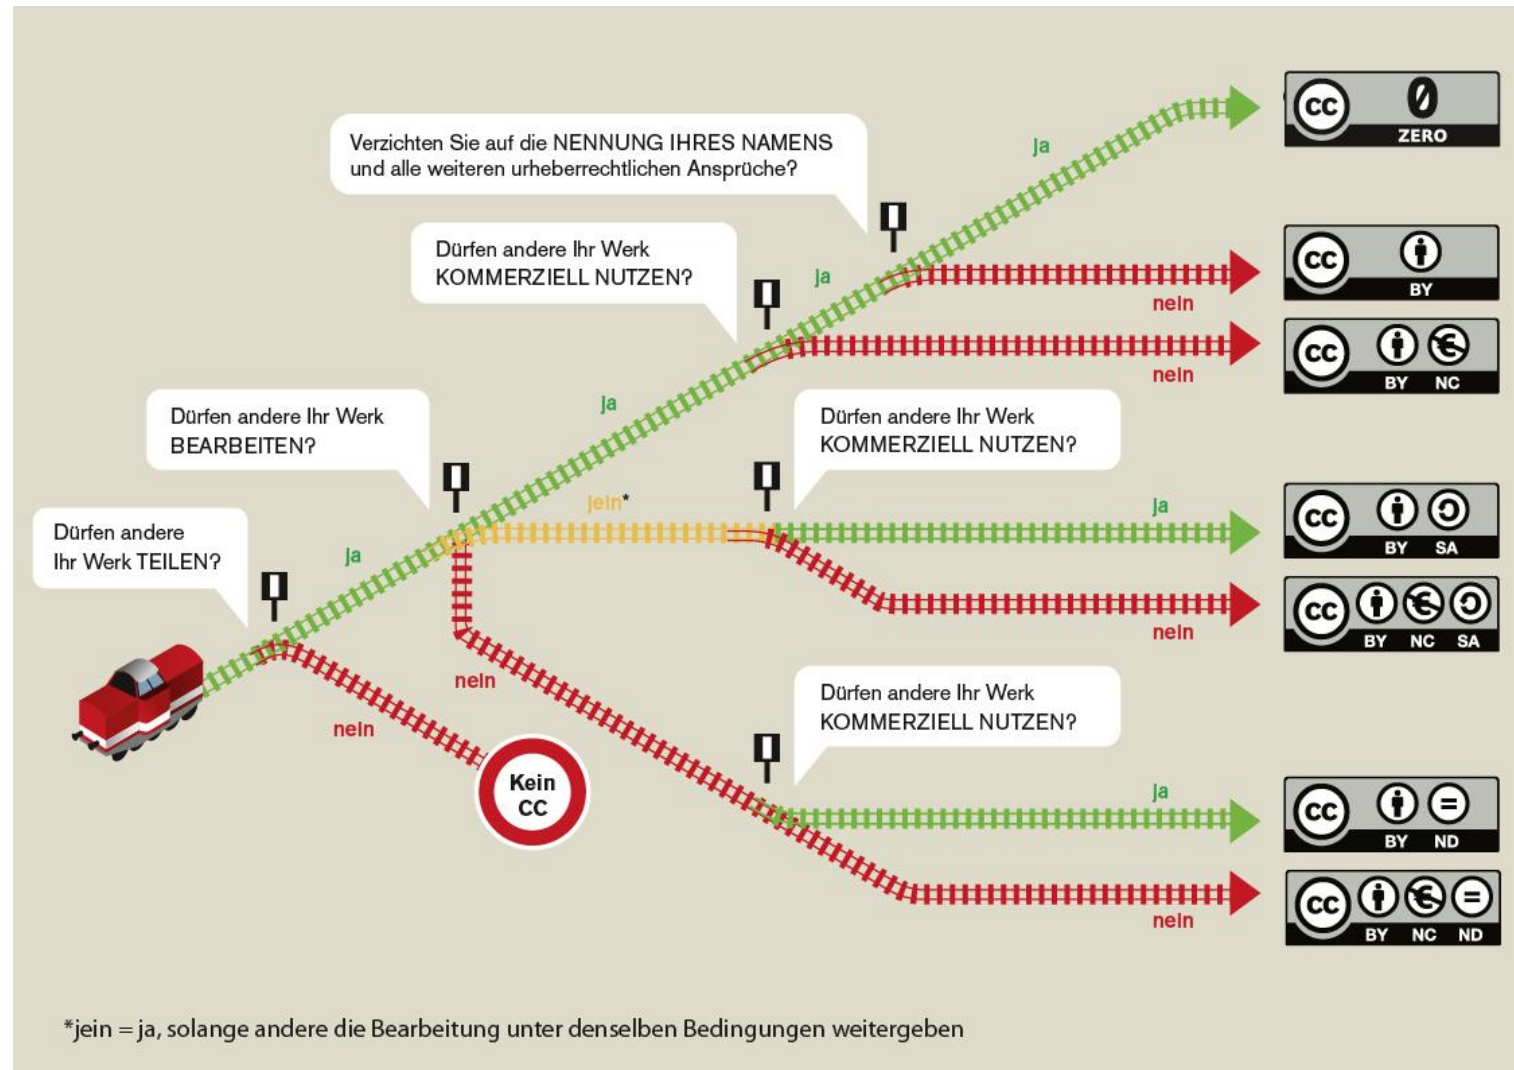 Verzichten Sie auf die NENNUNG IHRES NAMENS
und alle weiteren urheberrechtlichen Ansprüche?
ja
cc
0
ZERO
Dürfen andere Ihr Werk
KOMMERZIELL NUTZEN?
ja
nein
cc
BY
nein
cc
BY NC
Dürfen andere Ihr Werk
BEARBEITEN?
ja
Dürfen andere Ihr Werk
KOMMERZIELL NUTZEN?
jein*
ja
cc
BY SA
nein
cc
BY NC SA
Dürfen andere
Ihr Werk TEILEN?
ja
nein
Kein
CC
nein
Dürfen andere Ihr Werk
KOMMERZIELL NUTZEN?
ja
cc
BY ND
nein
cc
BY NC ND
*jein = ja, solange andere die Bearbeitung unter denselben Bedingungen weitergeben